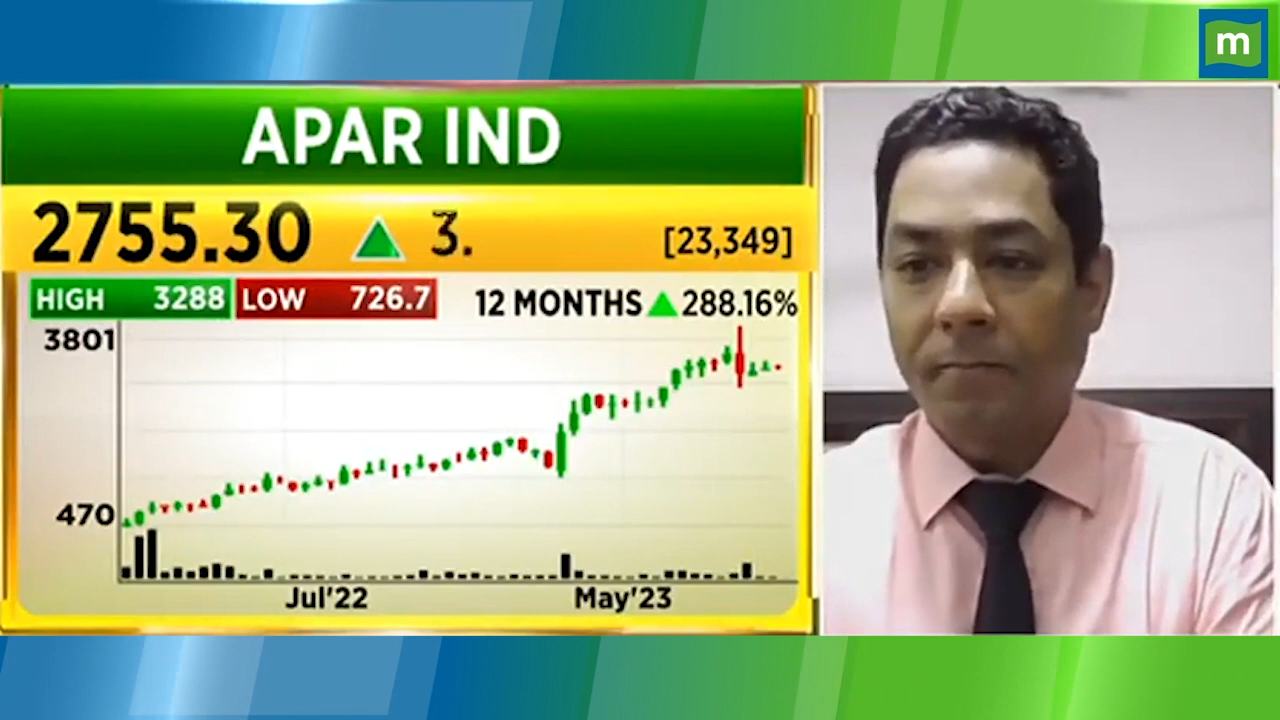 m
APAR IND
2755.30 3. [23,349]
HIGH 3288 LOW 726.7 12 MONTHS 288.16%
3801
470
Jul'22 May'23